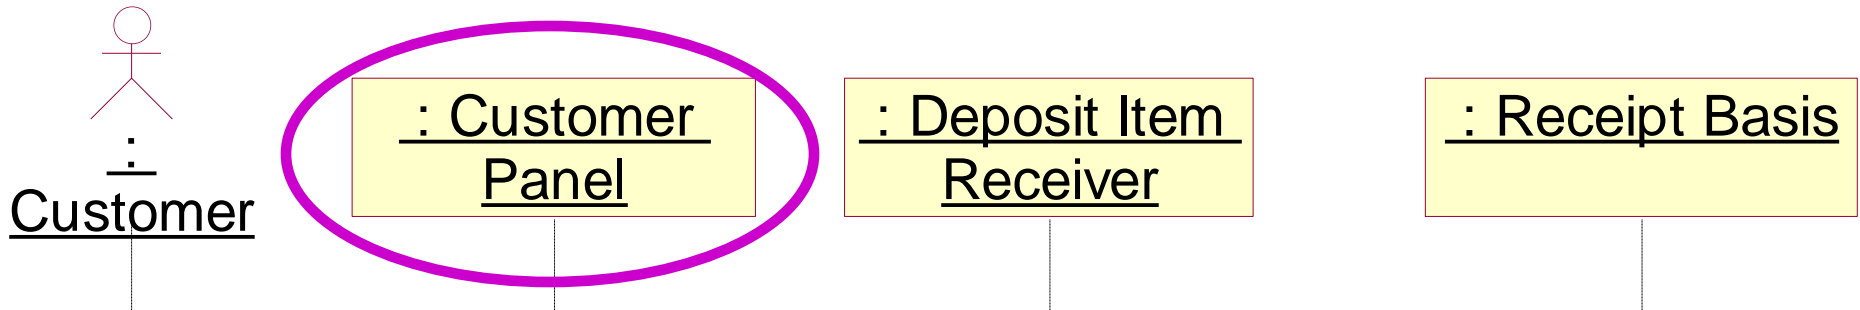 :
Customer
: Customer
Panel
: Deposit Item
Receiver
: Receipt Basis